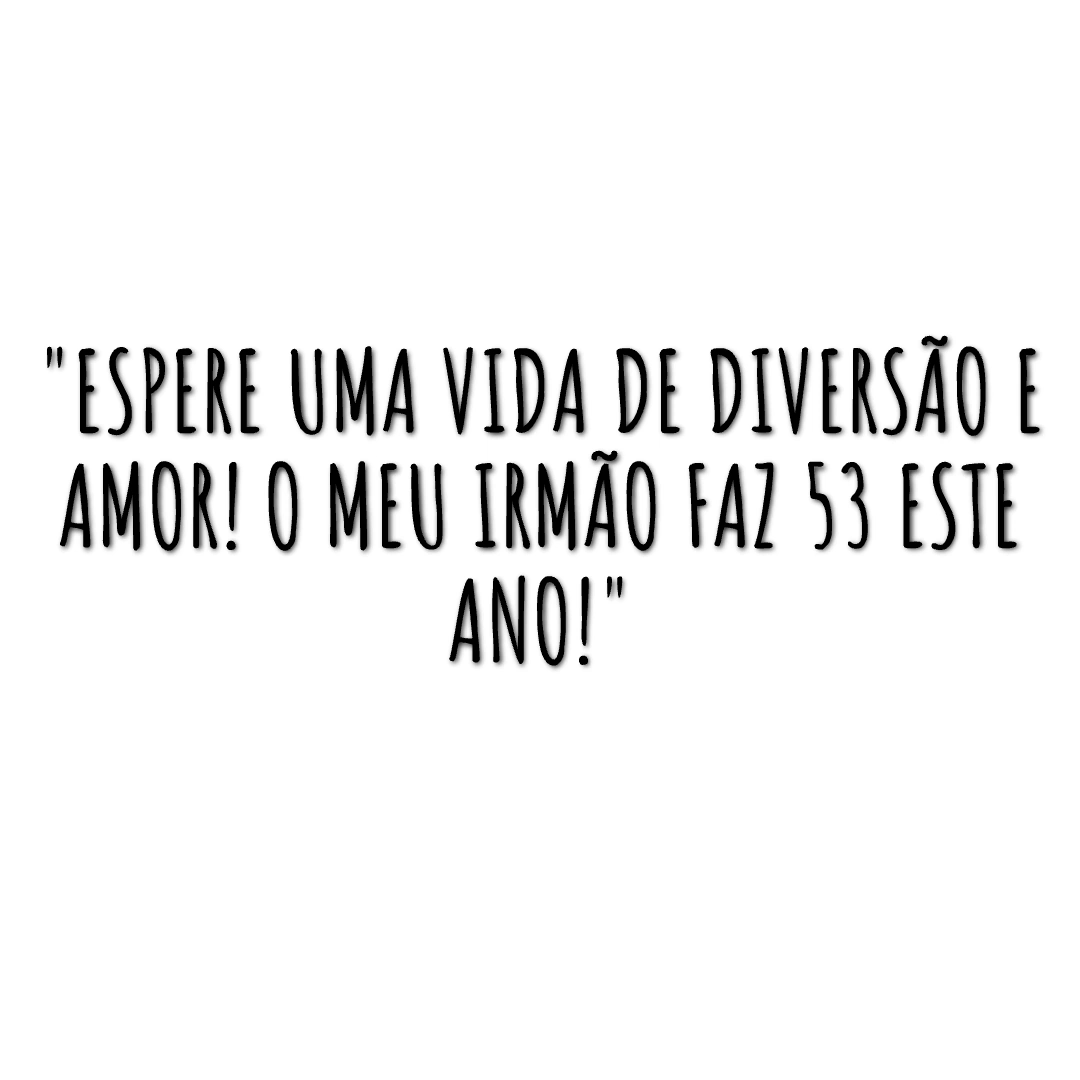 "ESPERE UMA VIDA DE DIVERSÃO E
AMOR! O MEU IRMÃO FAZ 53 ESTE
ANO!"